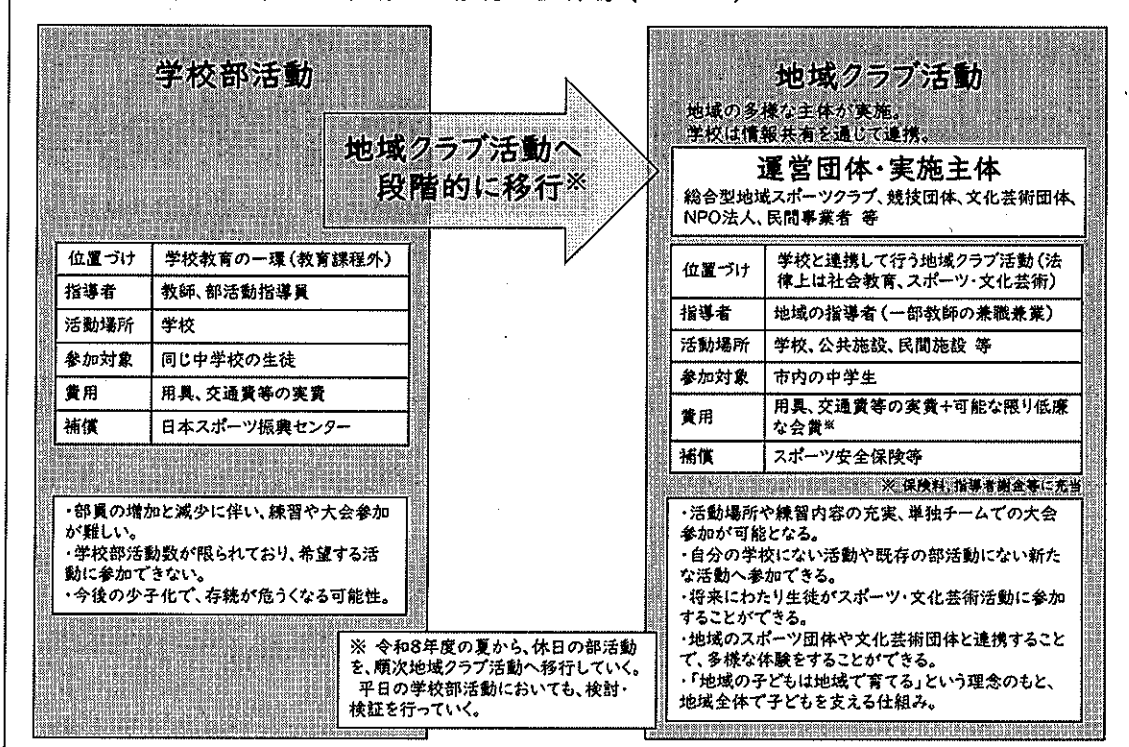 学校部活動
地域クラブ活動へ
段階的に移行※
位置づけ 学校教育の一環(教育課程外)
指導者 教師、部活動指導員
活動場所 学校
参加対象 同じ中学校の生徒
費用 用具、交通費等の実費
補償 日本スポーツ振興センター
・部員の増加と減少に伴い、練習や大会参加
が難しい。
・学校部活動数が限られており、希望する活
動に参加できない。
・今後の少子化で、存続が危うくなる可能性。
※ 令和8年度の夏から、休日の部活動
を、順次地域クラブ活動へ移行していく。
平日の学校部活動においても、検討・
検証を行っていく。
地域クラブ活動
地域の多様な主体が実施。
学校は情報共有を通じて連携。
運営団体・実施主体
総合型地域スポーツクラブ、競技団体、文化芸術団体、
NPO法人、民間事業者 等
位置づけ 学校と連携して行う地域クラブ活動(法
律上は社会教育、スポーツ・文化芸術)
指導者 地域の指導者(一部教師の兼職兼業)
活動場所 学校、公共施設、民間施設 等
参加対象 市内の中学生
費用 用具、交通費等の実費+可能な限り低廉
な会費※
補償 スポーツ安全保険等
※ 保険料、指導者謝金等に充当
・活動場所や練習内容の充実、単独チームでの大会
参加が可能となる。
・自分の学校にない活動や既存の部活動にない新た
な活動へ参加できる。
・将来にわたり生徒がスポーツ・文化芸術活動に参加
することができる。
・地域のスポーツ団体や文化芸術団体と連携すること
で、多様な体験をすることができる。
・「地域の子どもは地域で育てる」という理念のもと、
地域全体で子どもを支える仕組み。